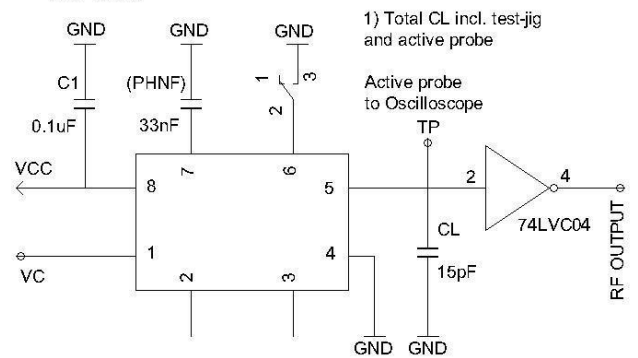 1) Total CL incl. test-jig
and active probe
GND
GND
GND
C1
(PHNF)
1
3
Active probe
to Oscilloscope
0.1uF
33nF
2
TP
VCC
8
7
6
5
2
4
74LVC04
1
4
CL
VC
2
3
15pF
GND
GND
RF OUTPUT